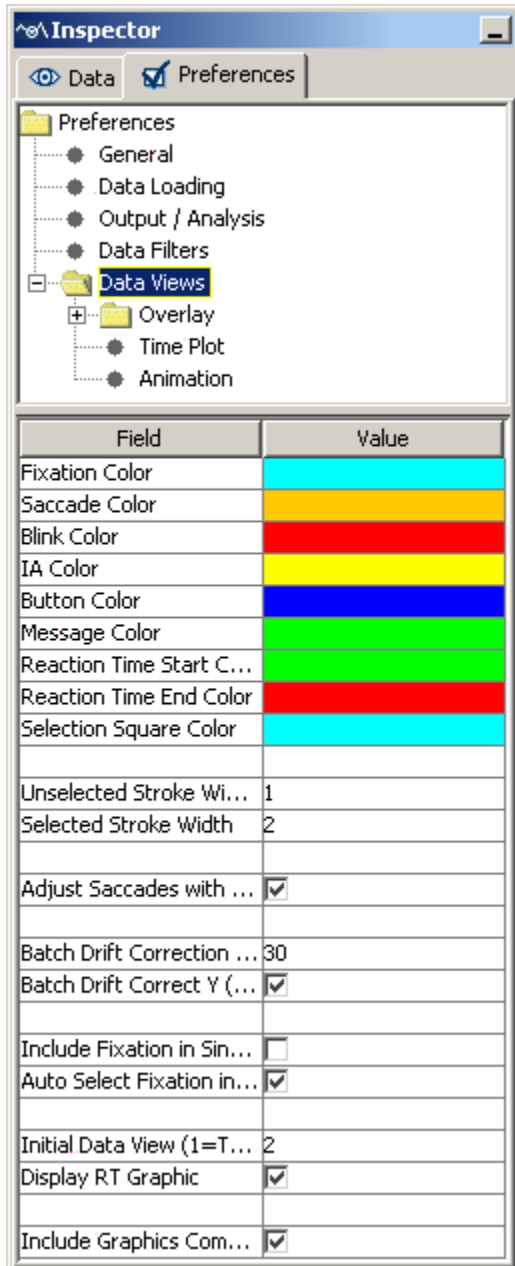 Inspector
Data Preferences
Preferences
General
Data Loading
Output / Analysis
Data Filters
Data Views
Overlay
Time Plot
Animation
Field Value
Fixation Color
Saccade Color
Blink Color
IA Color
Button Color
Message Color
Reaction Time Start C...
Reaction Time End Color
Selection Square Color
Unselected Stroke Wi... 1
Selected Stroke Width 2
Adjust Saccades with ...
Batch Drift Correction ... 30
Batch Drift Correct Y (...
Include Fixation in Sin...
Auto Select Fixation in...
Initial Data View (1=T... 2
Display RT Graphic
Include Graphics Com...